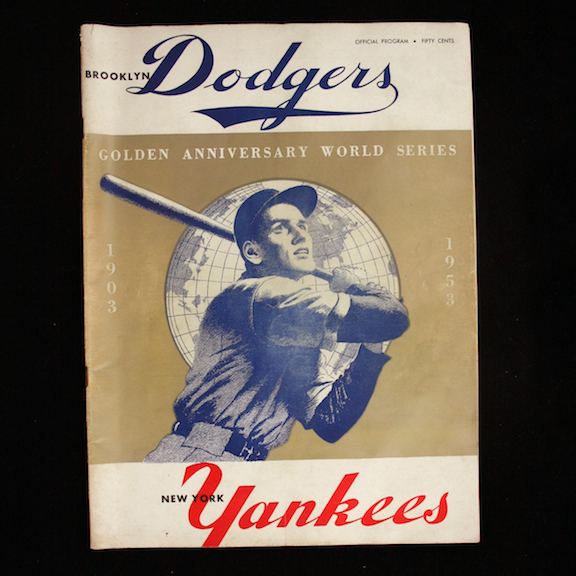 OFFICIAL PROGRAM • FIFTY CENTS
BROOKLYN Dodgers
GOLDEN ANNIVERSARY WORLD SERIES
1903
1953
NEW YORK Yankees